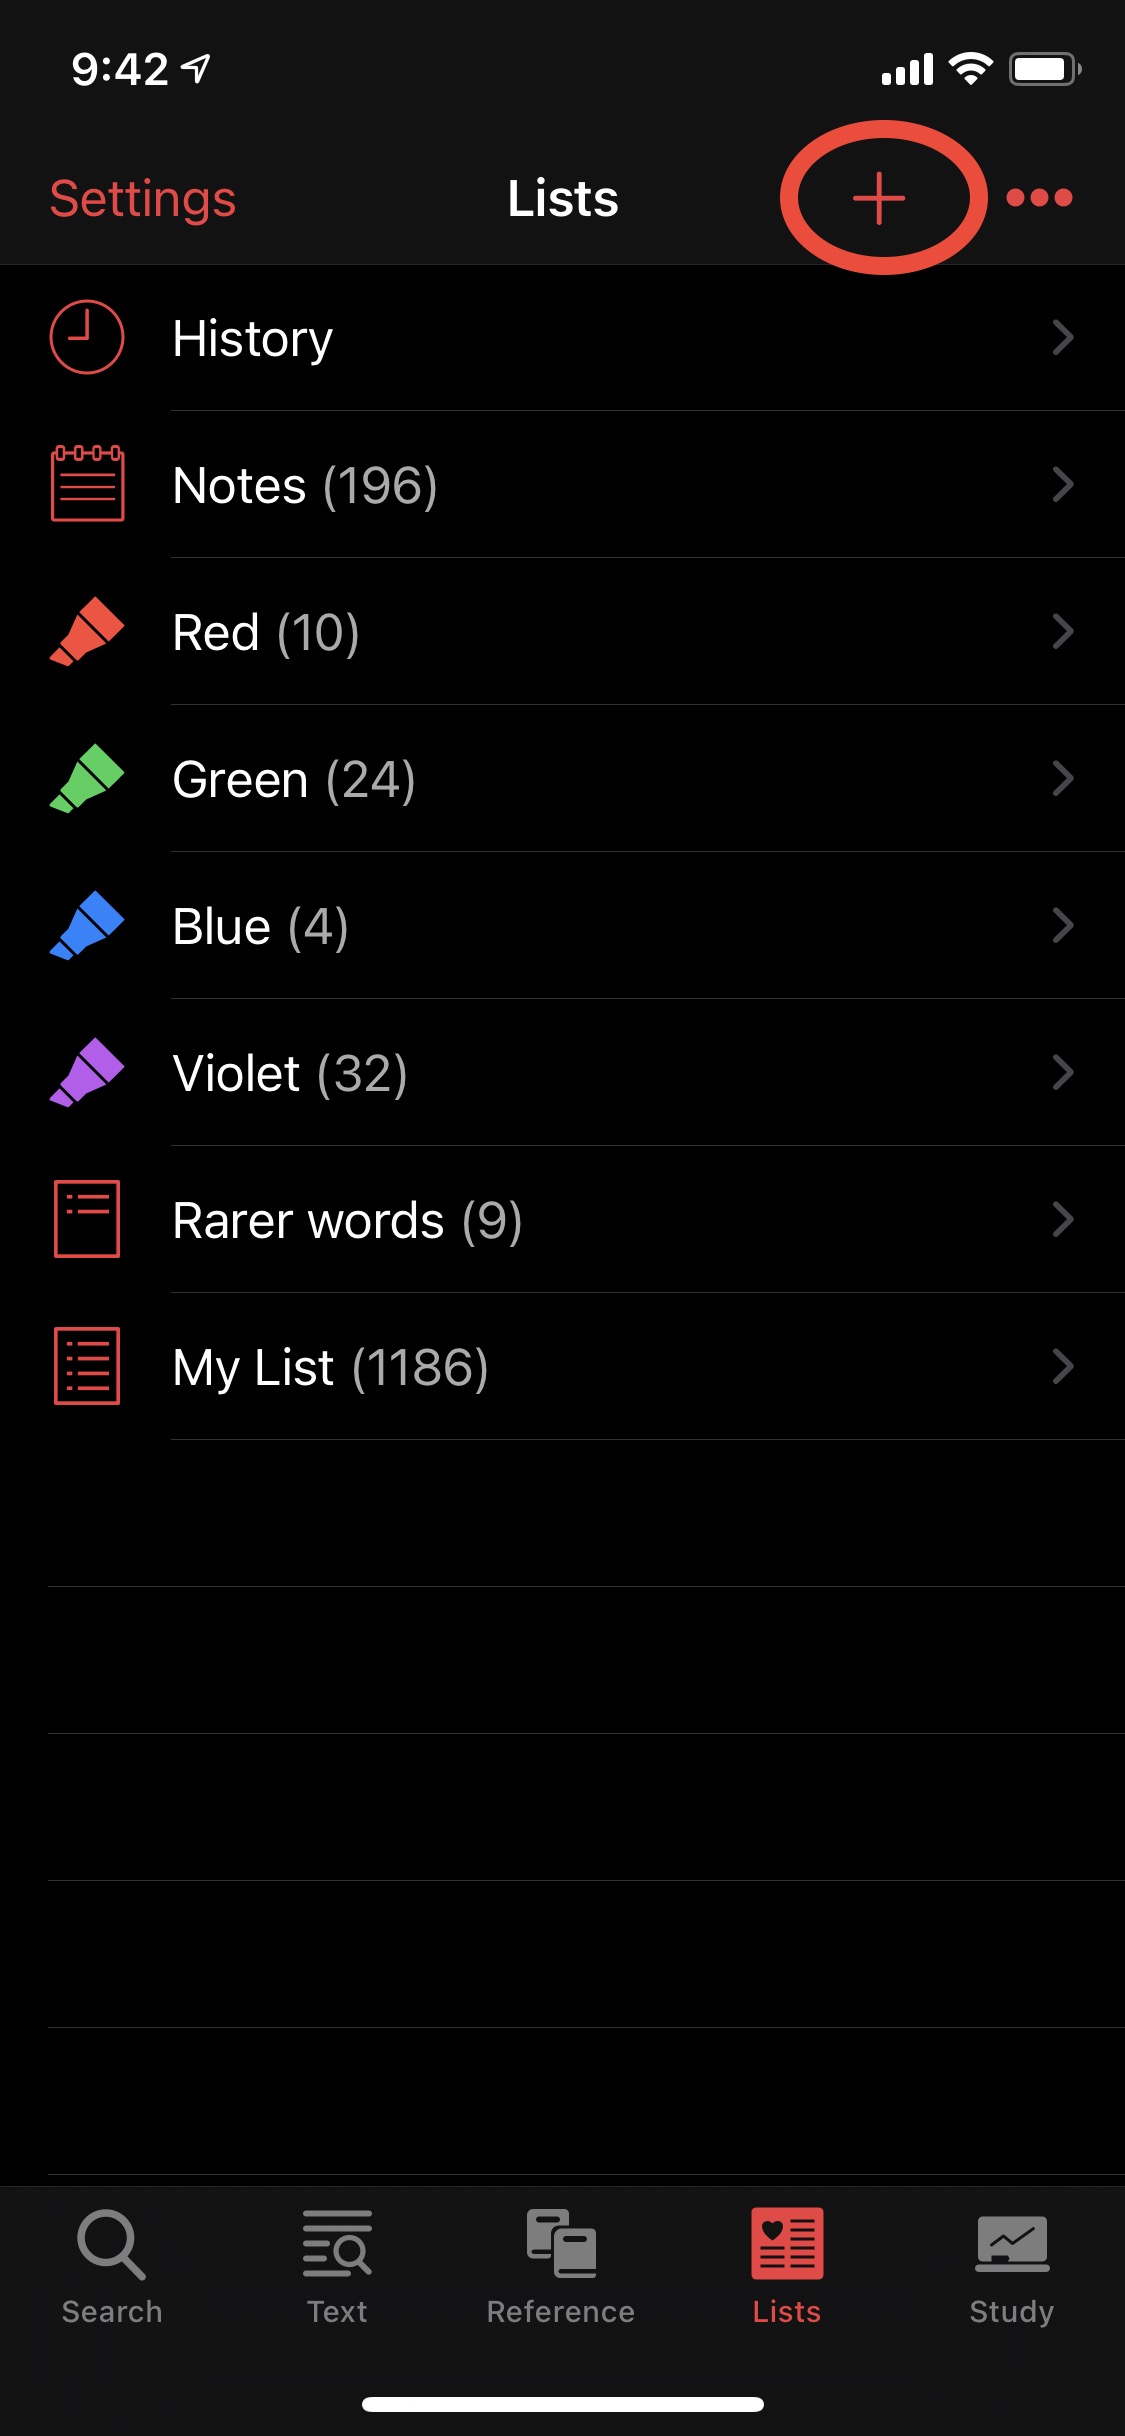 9:42
Settings Lists
History
Notes (196)
Red (10)
Green (24)
Blue (4)
Violet (32)
Rarer words (9)
My List (1186)
Search Text Reference Lists Study